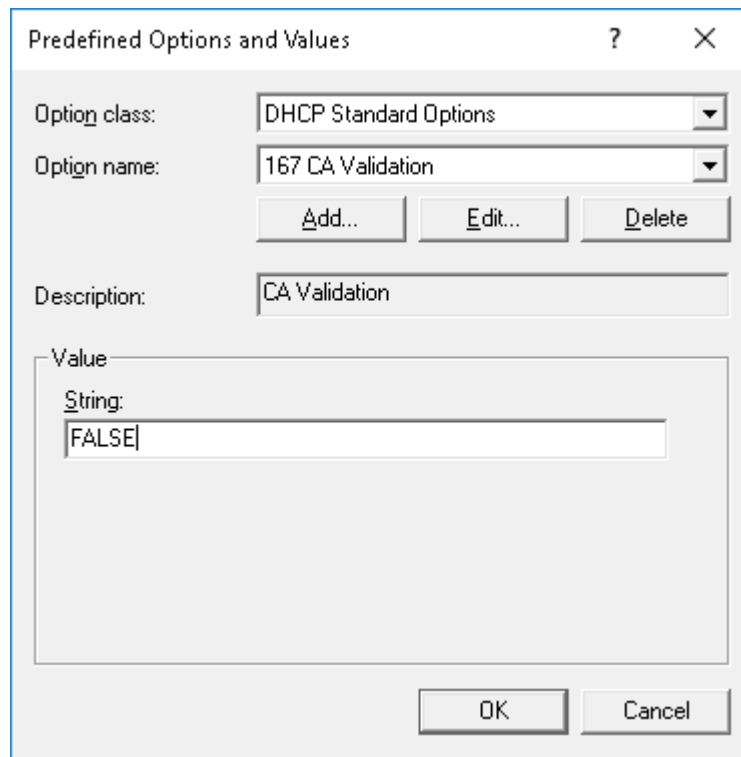 Predefined Options and Values ? X
Option class: DHCP Standard Options
Option name: 167 CA Validation
Add... Edit... Delete
Description: CA Validation
Value
String:
FALSE
OK Cancel